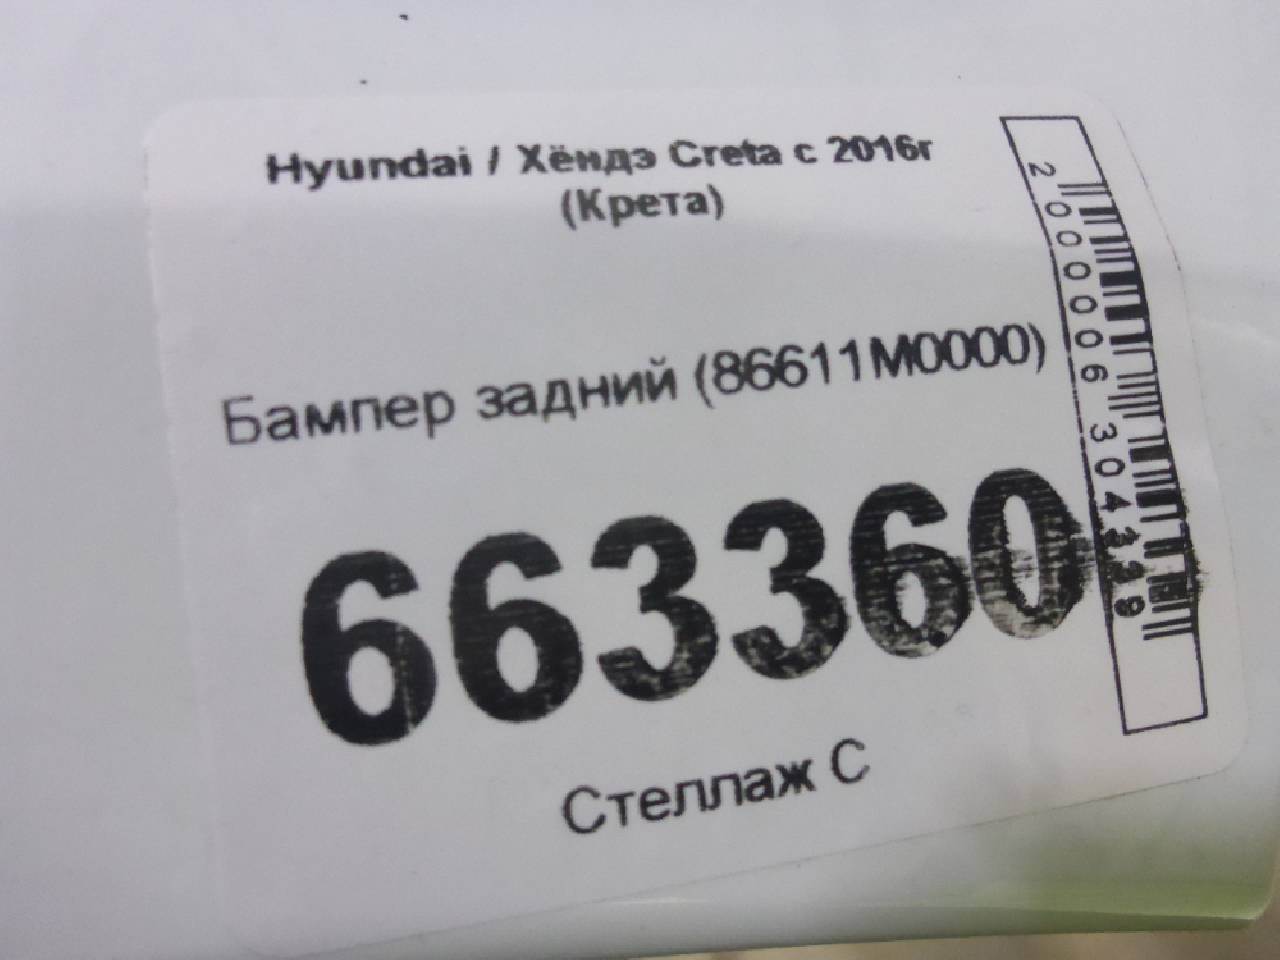 Hyundai / Хёндэ Creta с 2016г
(Крета)
Бампер задний (86611M0000)
663360
Стеллаж С
2000006304339